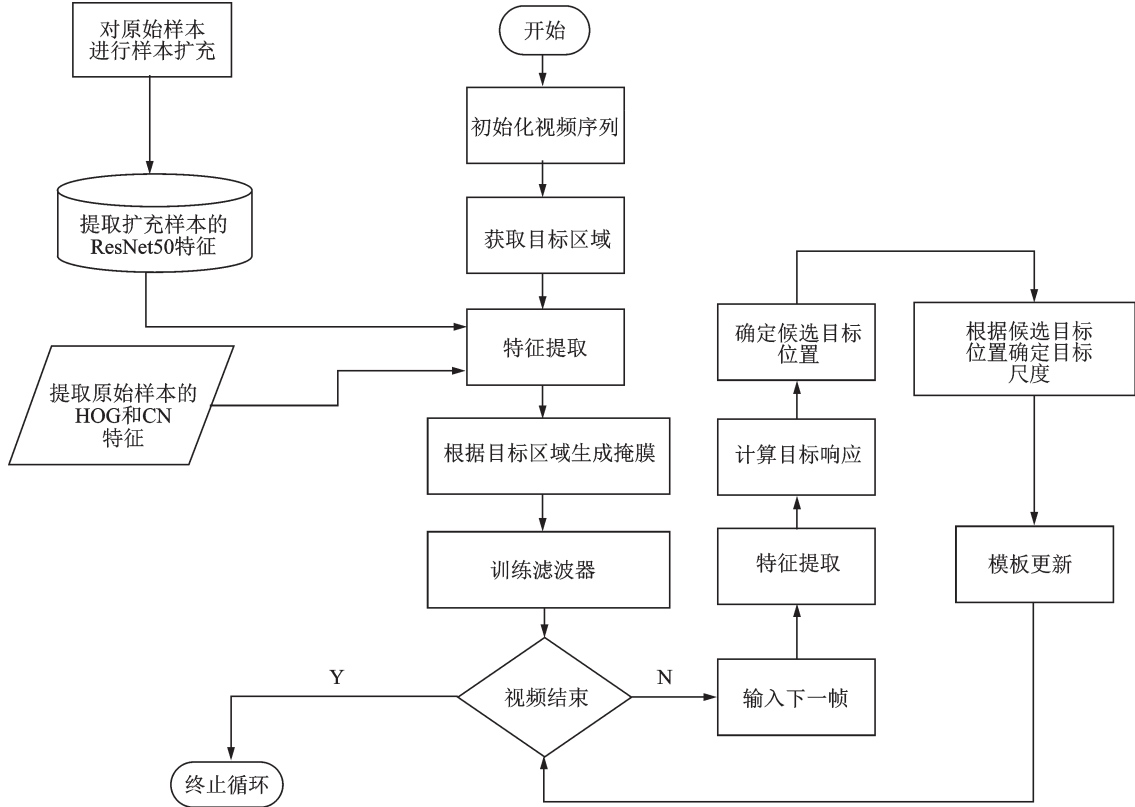 对原始样本
进行样本扩充
提取扩充样本的
ResNet50特征
提取原始样本的
HOG和CN
特征
开始
初始化视频序列
获取目标区域
特征提取
根据目标区域生成掩膜
训练滤波器
视频结束
Y
N
终止循环
输入下一帧
特征提取
计算目标响应
确定候选目标
位置
根据候选目标
位置确定目标
尺度
模板更新